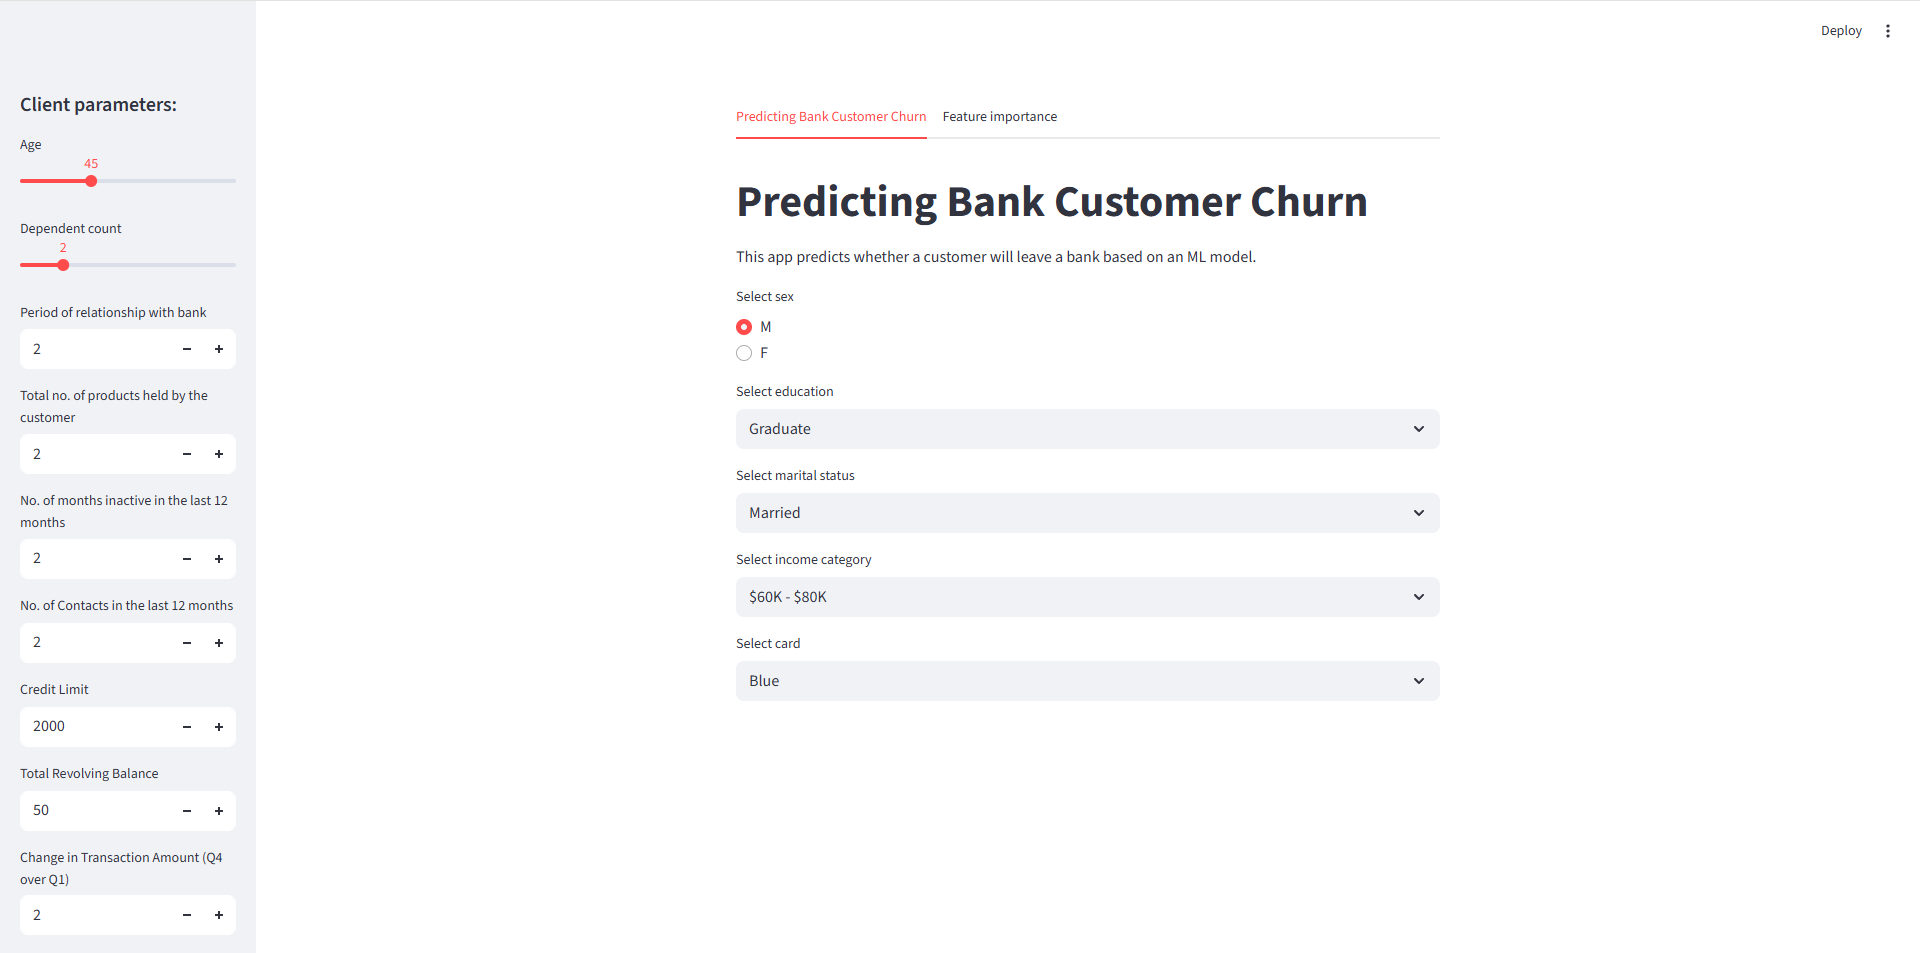 Deploy
Client parameters:
Age
45
Dependent count
2
Period of relationship with bank
2
Total no. of products held by the
customer
2
No. of months inactive in the last 12
months
2
No. of Contacts in the last 12 months
2
Credit Limit
2000
Total Revolving Balance
50
Change in Transaction Amount (Q4
over Q1)
2
Predicting Bank Customer Churn
Feature importance
Predicting Bank Customer Churn
This app predicts whether a customer will leave a bank based on an ML model.
Select sex
M
F
Select education
Graduate
Select marital status
Married
Select income category
$60K - $80K
Select card
Blue